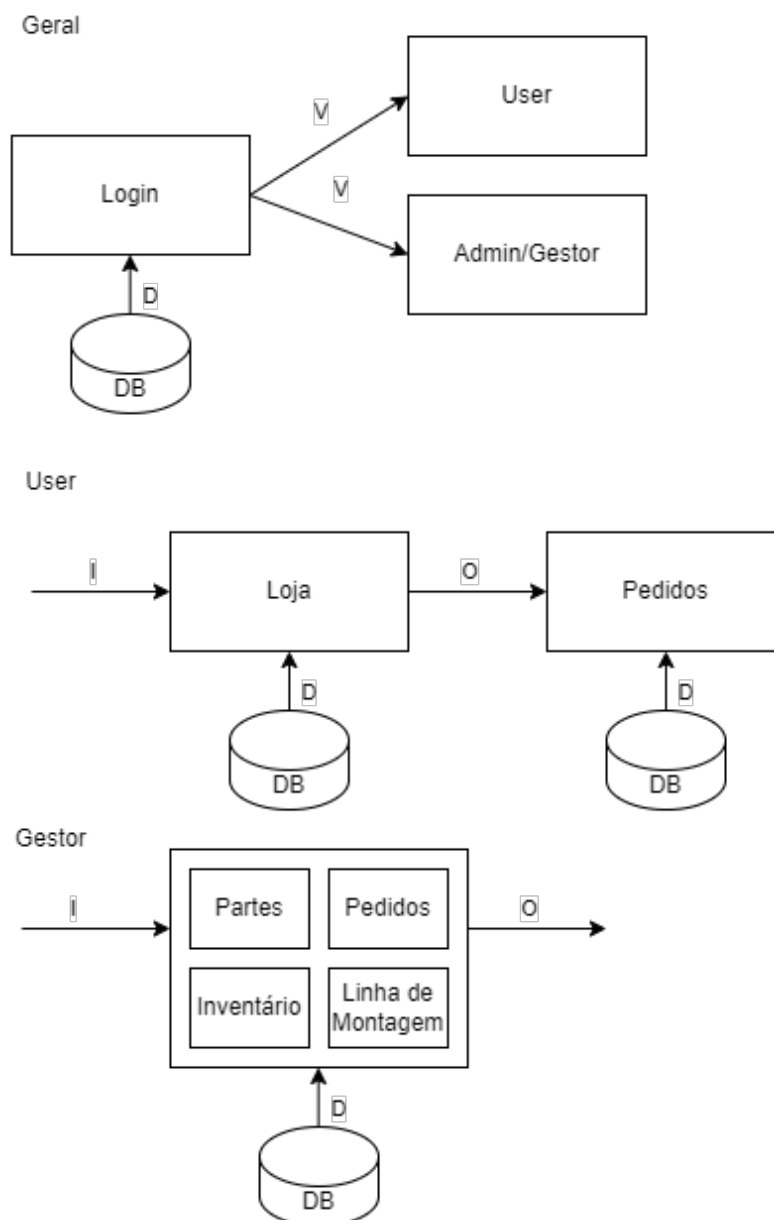 Geral
User
V
Login
V
Admin/Gestor
D
DB
User
I
Loja
O
Pedidos
D
DB
D
DB
Gestor
I
Partes
Pedidos
O
Inventário
Linha de
Montagem
D
DB